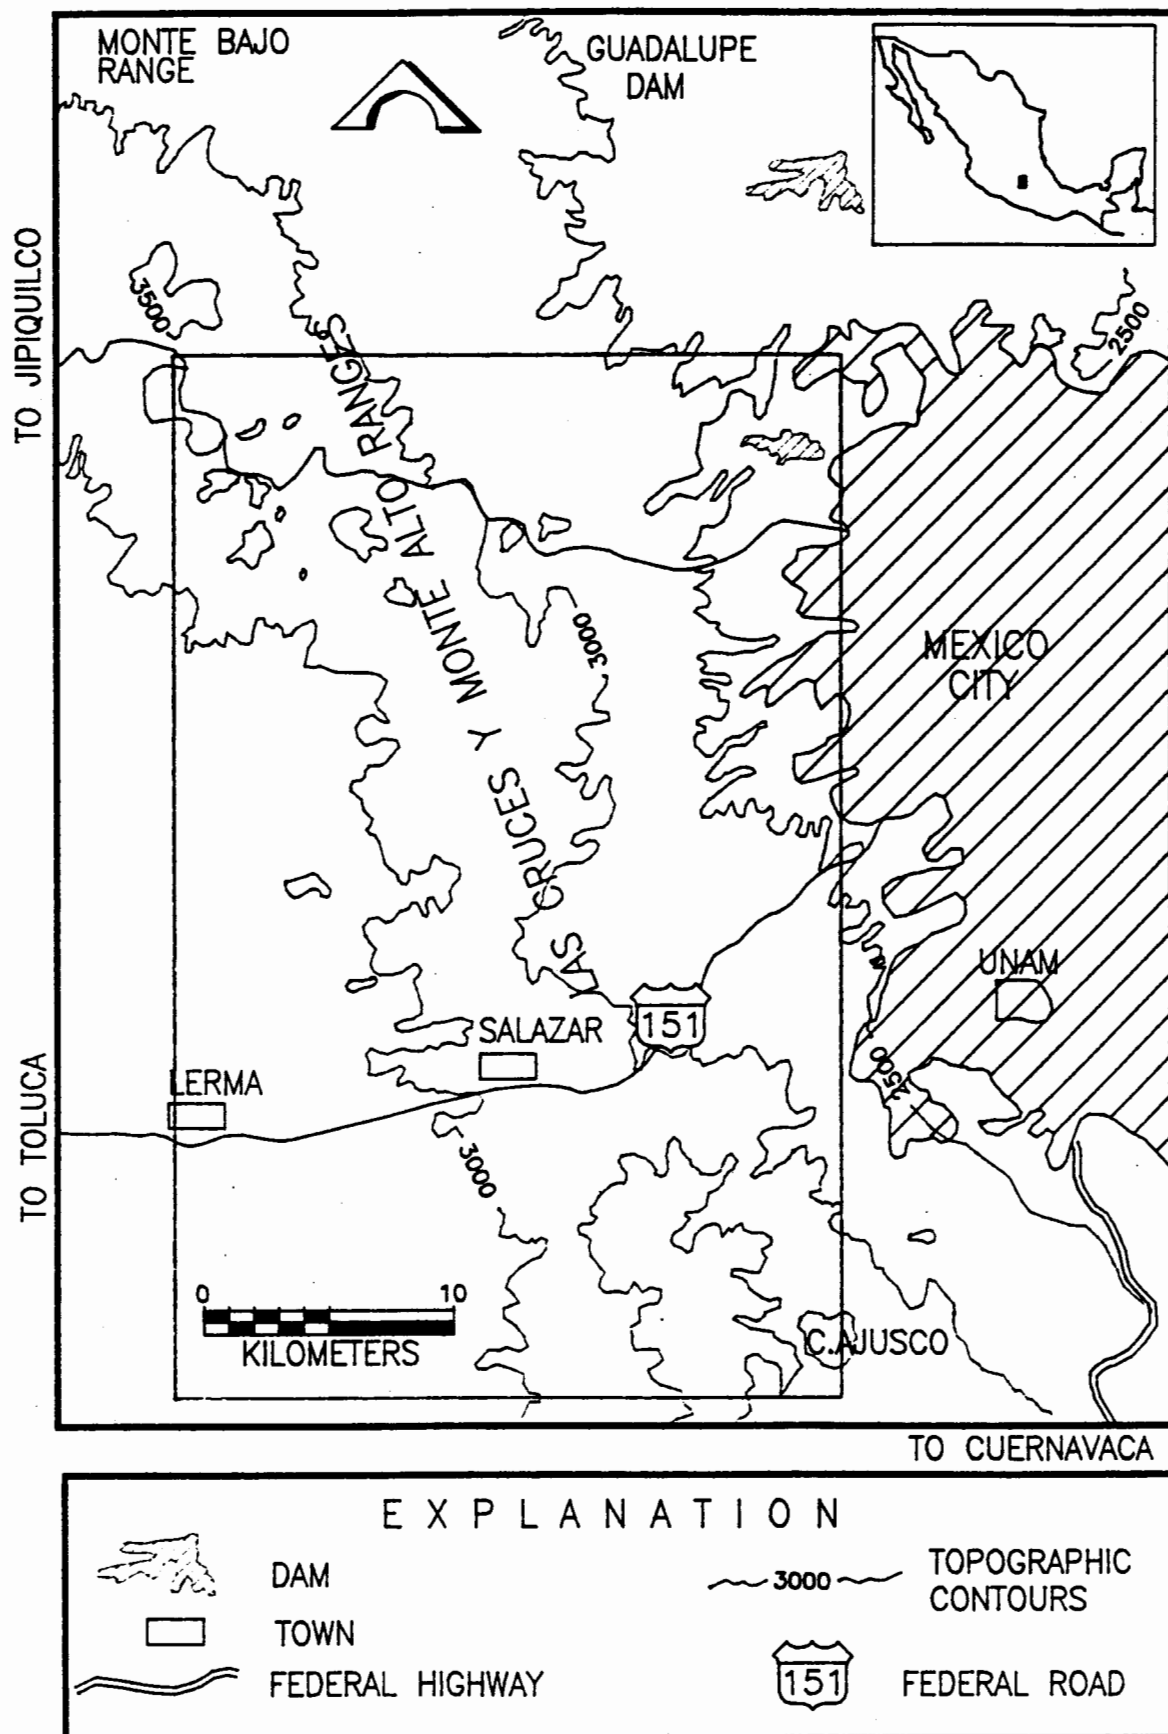 MONTE BAJO
RANGE
GUADALUPE
DAM
TO JIPIQUILCO
3500
2500
LAS CRUCES Y MONTE ALTO RANGES
3000
MEXICO
CITY
UNAM
151
SALAZAR
LERMA
2500
TO TOLUCA
3000
0 10
KILOMETERS
C.AJUSCO
TO CUERNAVACA
EXPLANATION
DAM
3000
TOPOGRAPHIC
CONTOURS
TOWN
FEDERAL HIGHWAY
151
FEDERAL ROAD